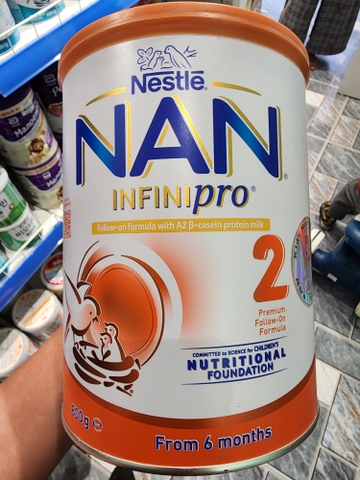 Nestlé
NAN®
INFINIpro®
Follow-on formula with A2 β-casein protein milk
2
Premium
Follow-On
Formula
COMMITTED to SCIENCE for CHILDREN'S
NUTRITIONAL
FOUNDATION
800g ℮
From 6 months